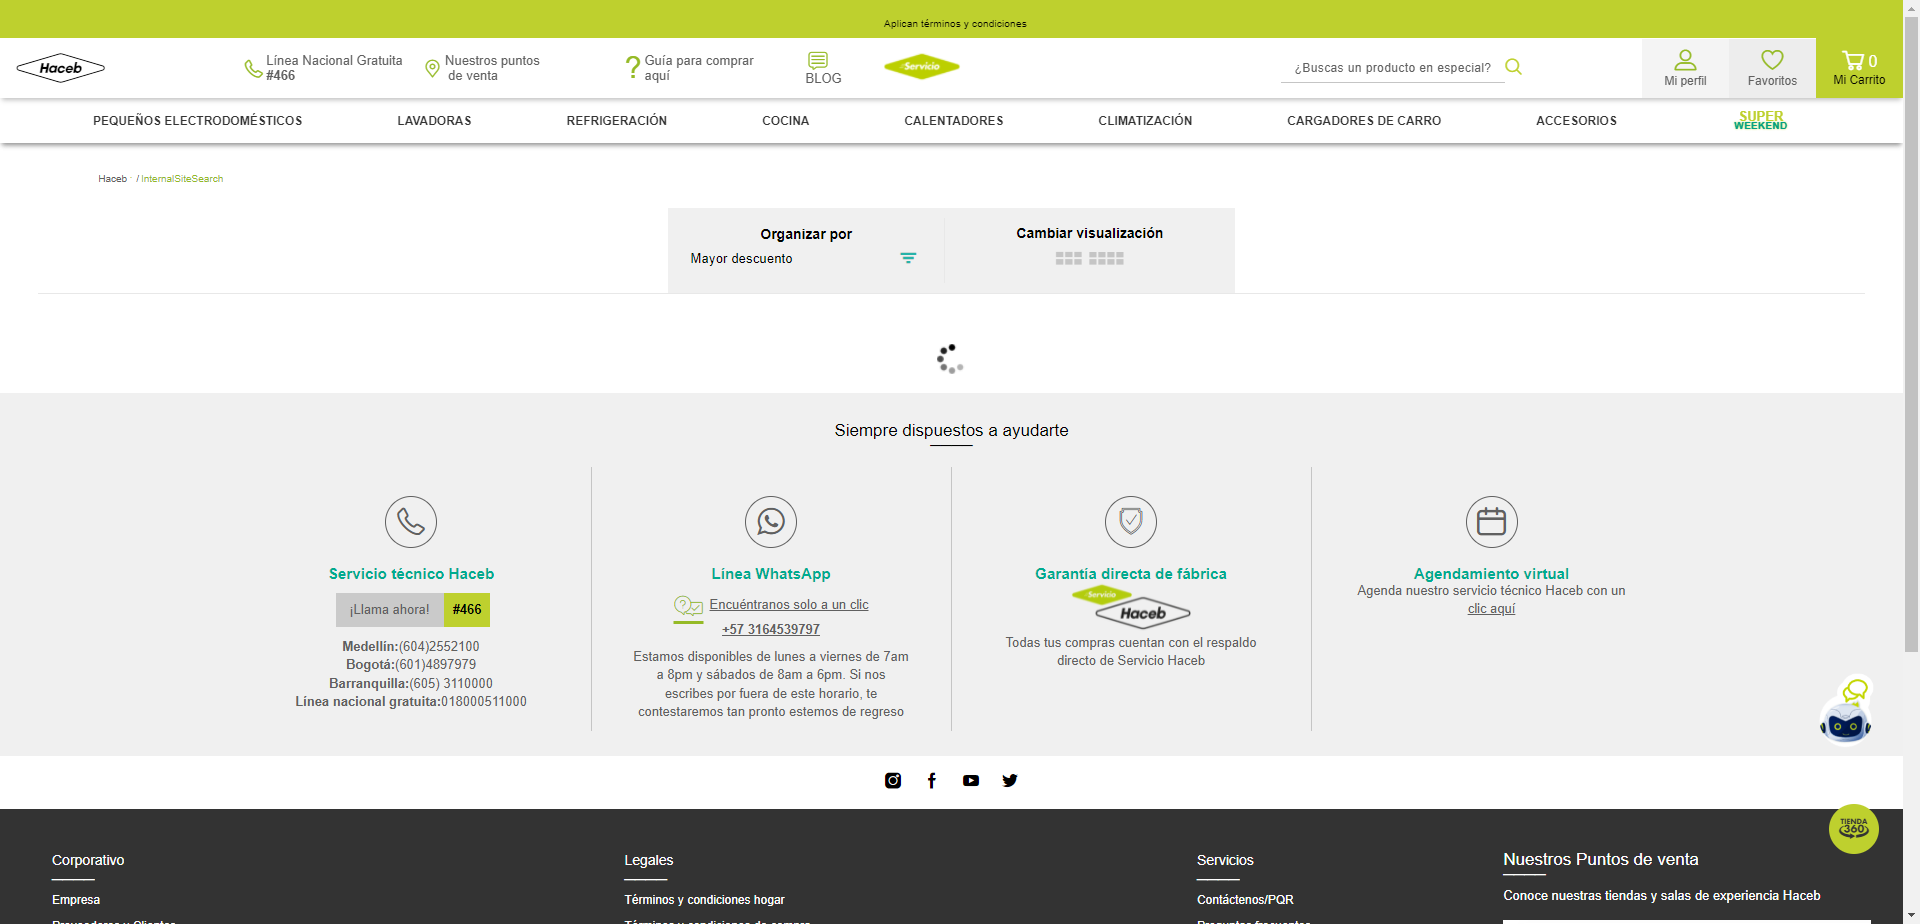 Aplican términos y condiciones
Haceb
Línea Nacional Gratuita
#466
Nuestros puntos
de venta
Guía para comprar
aquí
BLOG
Servicio
¿Buscas un producto en especial?
Mi perfil
Favoritos
0
Mi Carrito
PEQUEÑOS ELECTRODOMÉSTICOS
LAVADORAS
REFRIGERACIÓN
COCINA
CALENTADORES
CLIMATIZACIÓN
CARGADORES DE CARRO
ACCESORIOS
SUPER
WEEKEND
Haceb / InternalSiteSearch
Organizar por
Mayor descuento
Cambiar visualización
Siempre dispuestos a ayudarte
Servicio técnico Haceb
¡Llama ahora! #466
Medellín:(604)2552100
Bogotá:(601)4897979
Barranquilla:(605) 3110000
Línea nacional gratuita:018000511000
Línea WhatsApp
Encuéntranos solo a un clic
+57 3164539797
Estamos disponibles de lunes a viernes de 7am
a 8pm y sábados de 8am a 6pm. Si nos
escribes por fuera de este horario, te
contestaremos tan pronto estemos de regreso
Garantía directa de fábrica
Servicio
Haceb
Todas tus compras cuentan con el respaldo
directo de Servicio Haceb
Agendamiento virtual
Agenda nuestro servicio técnico Haceb con un
clic aquí
TIENDA
360
Corporativo
Empresa
Proveedores y Clientes
Legales
Términos y condiciones hogar
Términos y condiciones de compra
Servicios
Contáctenos/PQR
Preguntas frecuentes
Nuestros Puntos de venta
Conoce nuestras tiendas y salas de experiencia Haceb